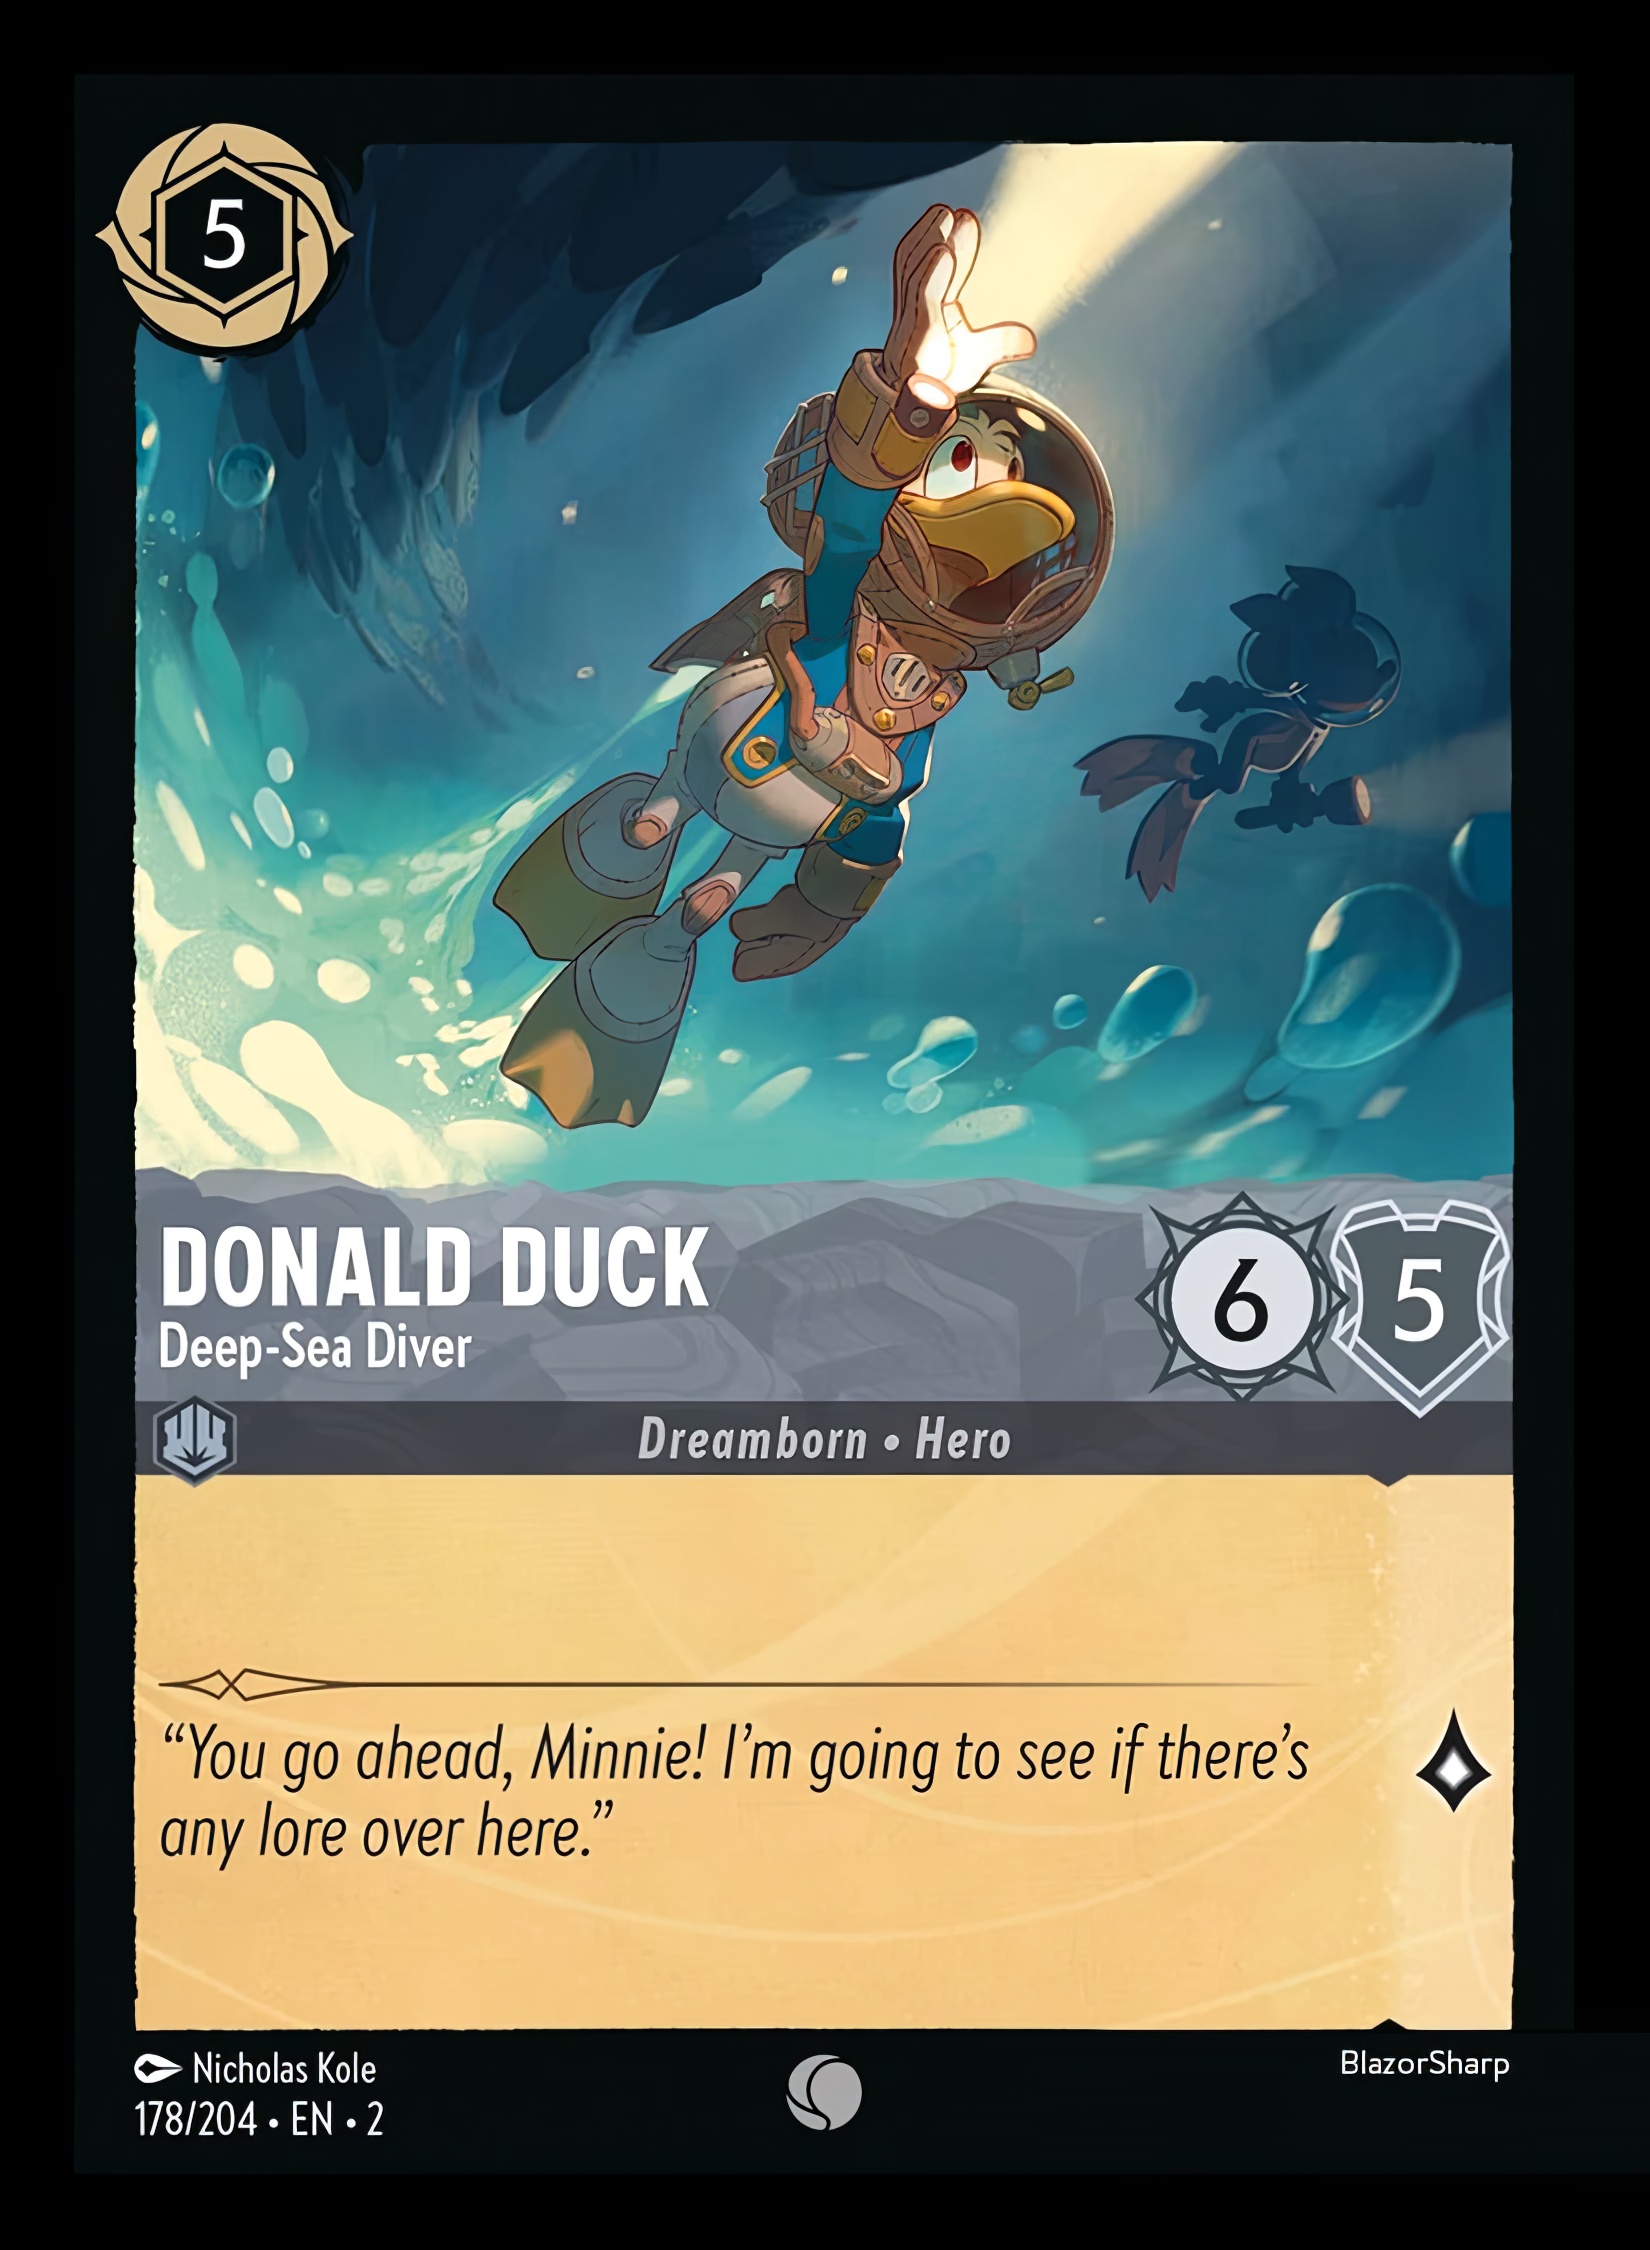 5
DONALD DUCK
Deep-Sea Diver
6
5
Dreamborn • Hero
“You go ahead, Minnie! I’m going to see if there’s
any lore over here.”
Nicholas Kole
BlazorSharp
178/204 • EN • 2